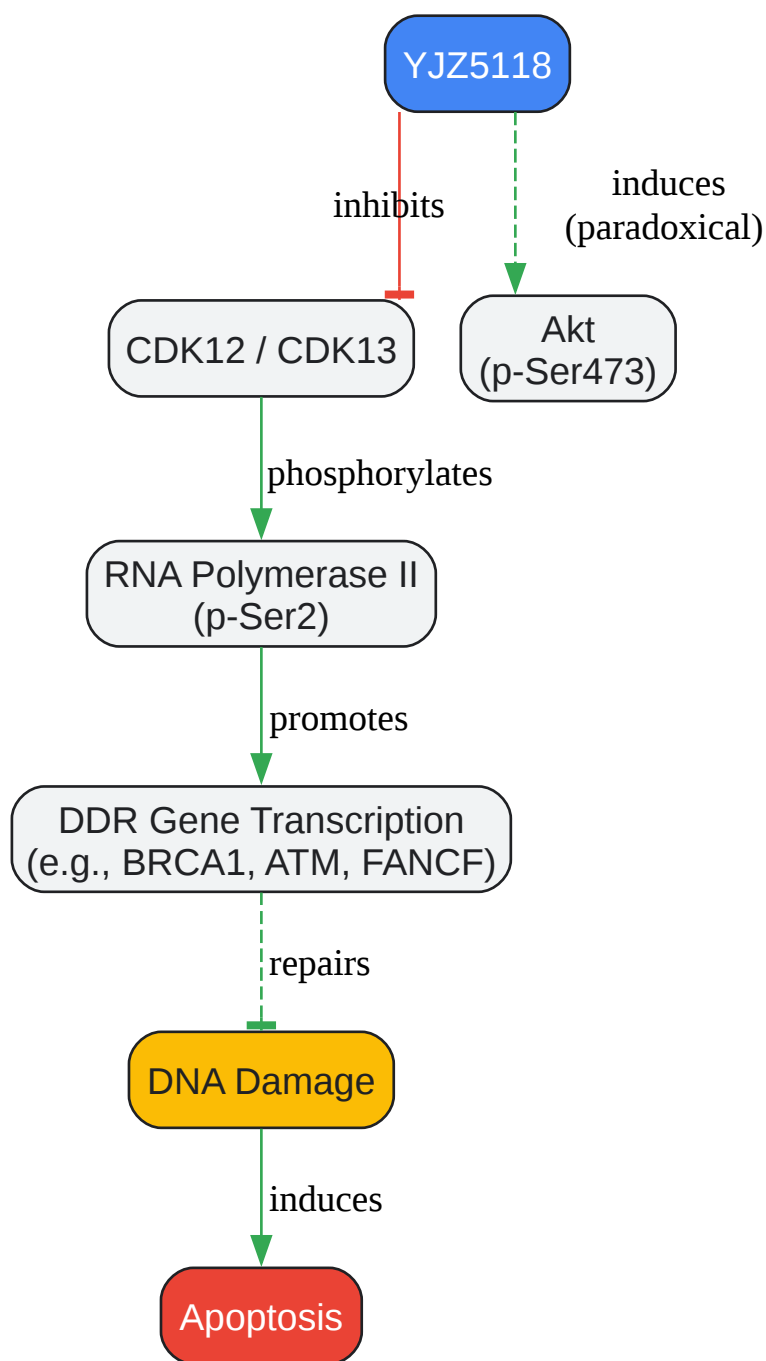 YJZ5118
inhibits
induces
(paradoxical)
CDK12 / CDK13
Akt
(p-Ser473)
phosphorylates
RNA Polymerase II
(p-Ser2)
promotes
DDR Gene Transcription
(e.g., BRCA1, ATM, FANCF)
repairs
DNA Damage
induces
Apoptosis